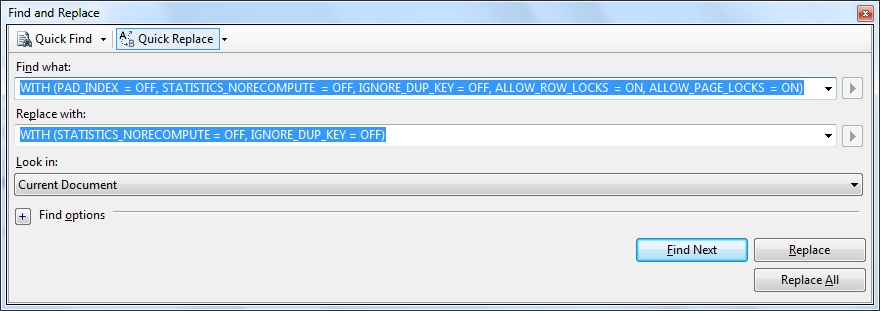 Find and Replace
Quick Find
Quick Replace
Find what:
WITH (PAD_INDEX  = OFF, STATISTICS_NORECOMPUTE  = OFF, IGNORE_DUP_KEY = OFF, ALLOW_ROW_LOCKS  = ON, ALLOW_PAGE_LOCKS  = ON)
Replace with:
WITH (STATISTICS_NORECOMPUTE = OFF, IGNORE_DUP_KEY = OFF)
Look in:
Current Document
Find options
Find Next
Replace
Replace All